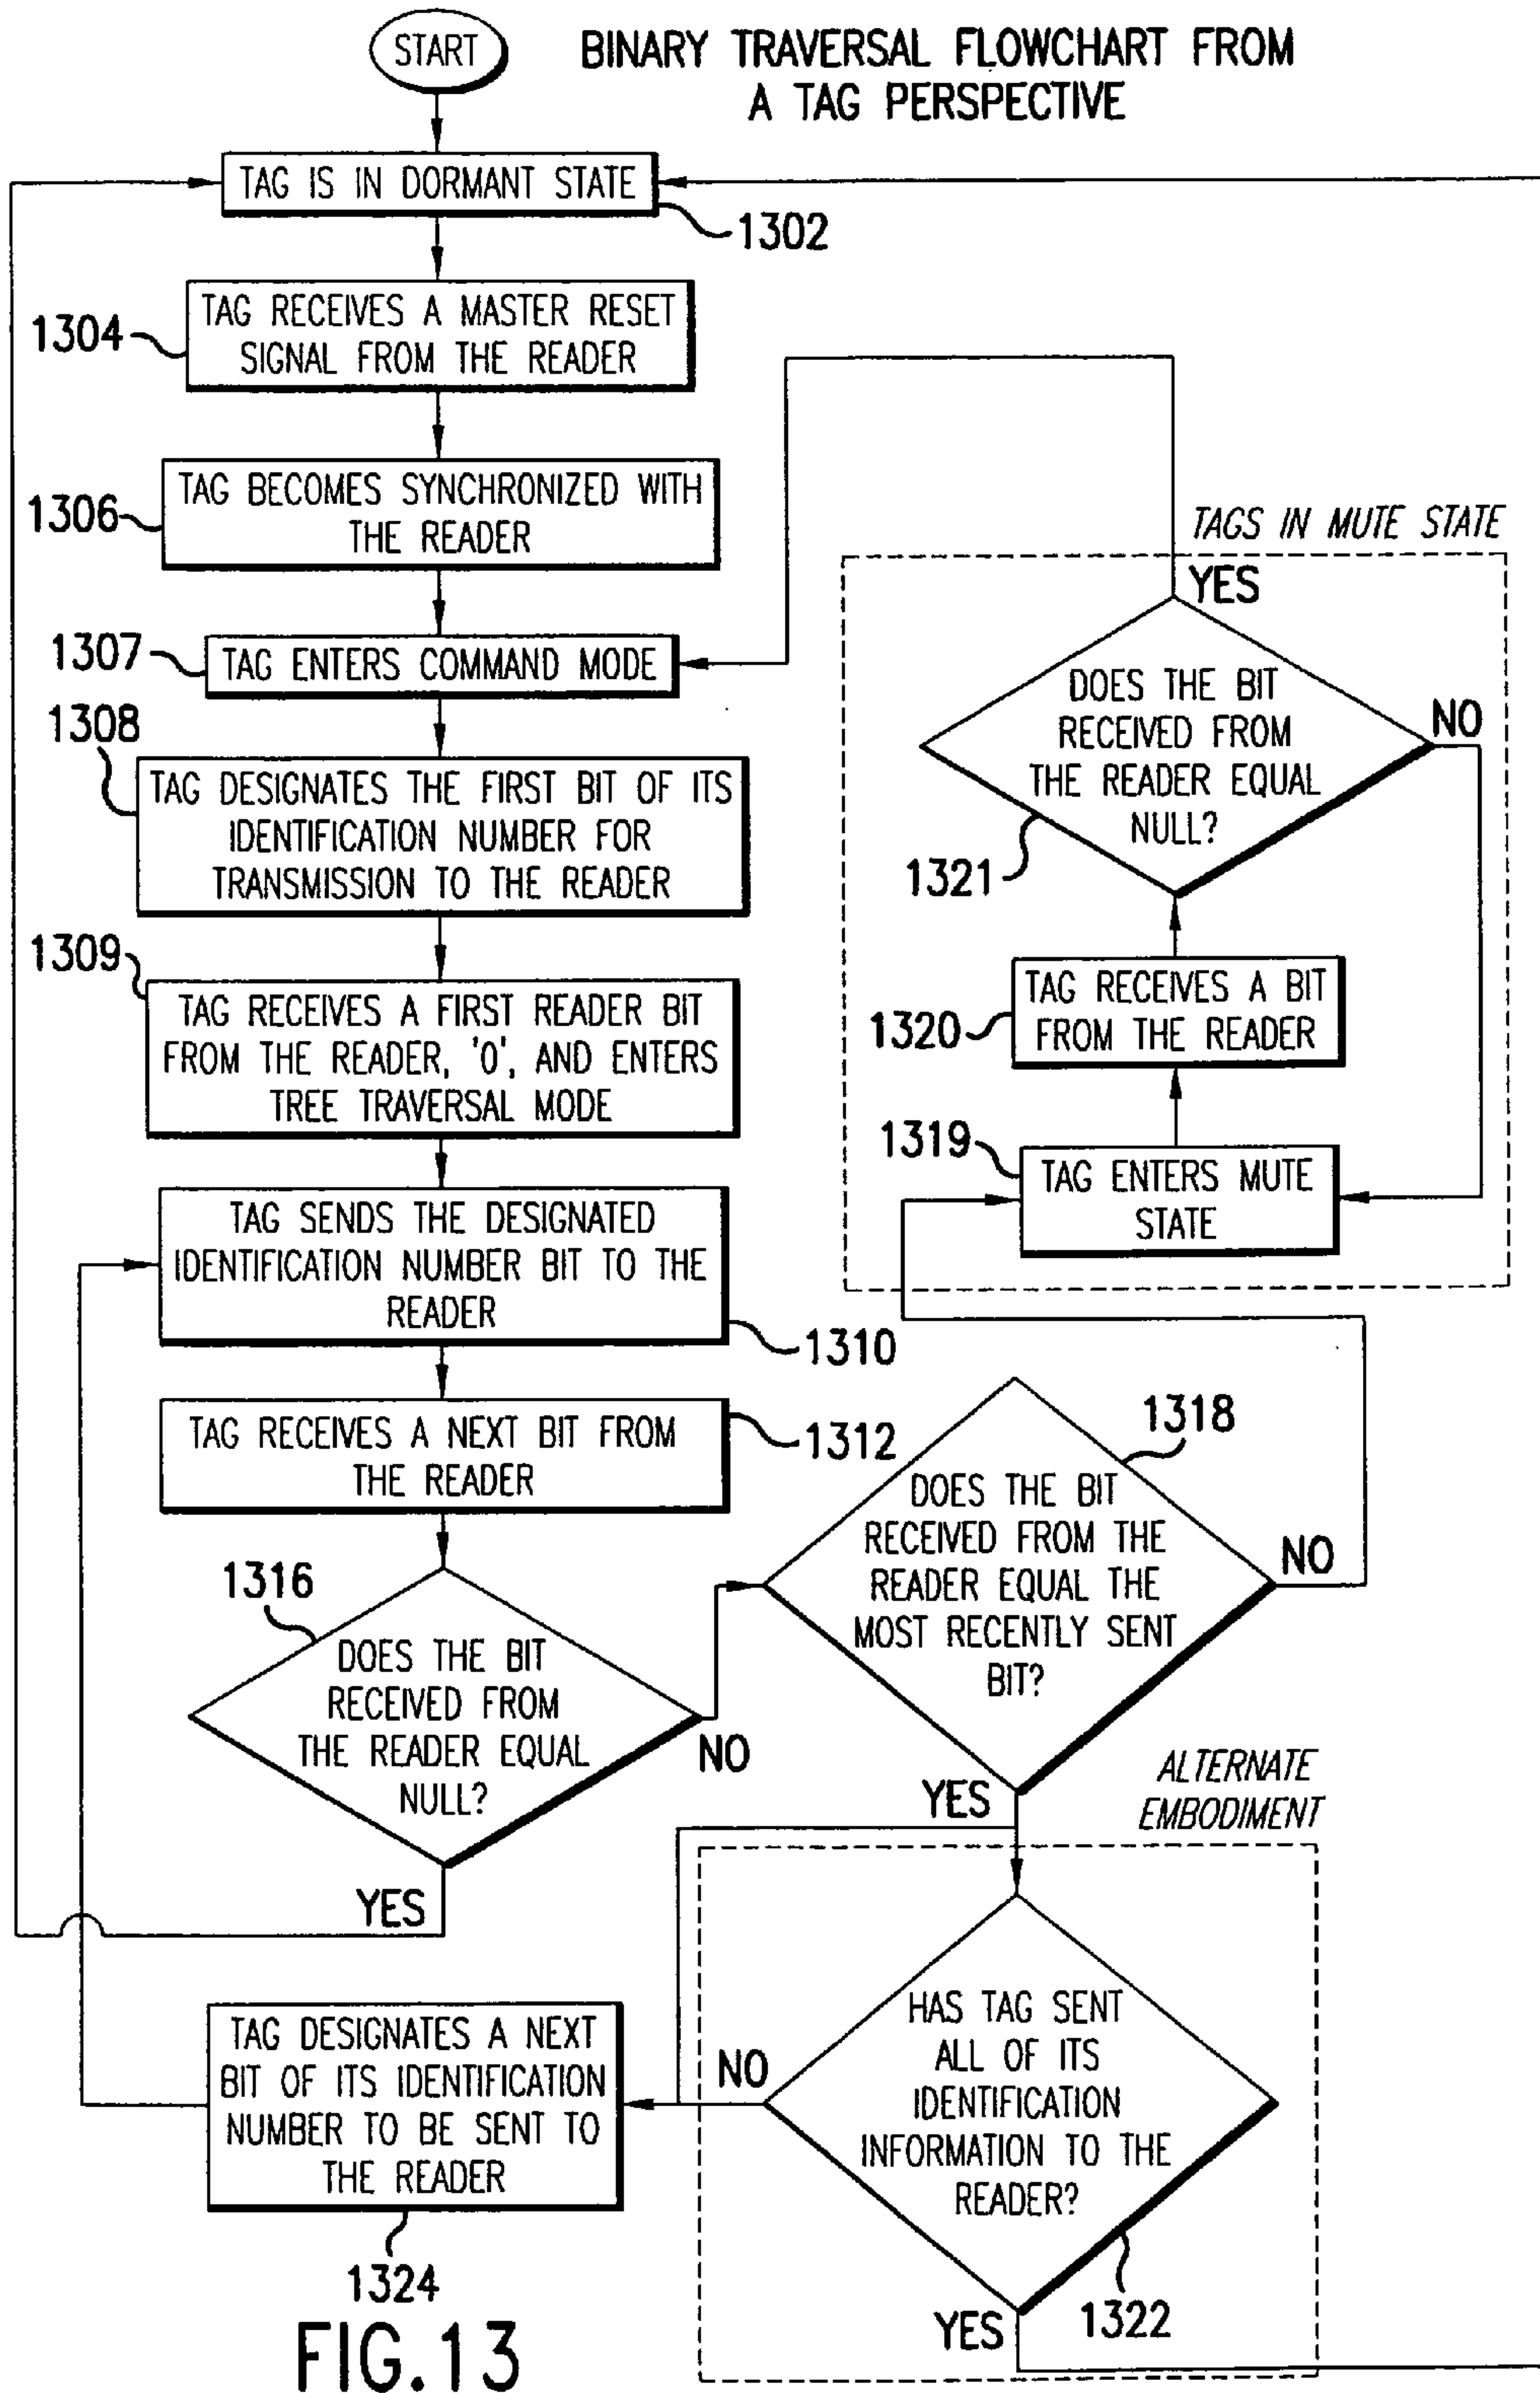 START
BINARY TRAVERSAL FLOWCHART FROM
A TAG PERSPECTIVE
TAG IS IN DORMANT STATE
1302
TAG RECEIVES A MASTER RESET
SIGNAL FROM THE READER
1304
TAG BECOMES SYNCHRONIZED WITH
THE READER
1306
TAG ENTERS COMMAND MODE
1307
1308
TAG DESIGNATES THE FIRST BIT OF ITS
IDENTIFICATION NUMBER FOR
TRANSMISSION TO THE READER
1309
TAG RECEIVES A FIRST READER BIT
FROM THE READER, '0', AND ENTERS
TREE TRAVERSAL MODE
TAG SENDS THE DESIGNATED
IDENTIFICATION NUMBER BIT TO THE
READER
1310
TAG RECEIVES A NEXT BIT FROM
THE READER
1312
1316
DOES THE BIT
RECEIVED FROM
THE READER EQUAL
NULL?
NO
YES
TAGS IN MUTE STATE
YES
DOES THE BIT
RECEIVED FROM
THE READER EQUAL
NULL?
NO
1321
TAG RECEIVES A BIT
FROM THE READER
1320
1319
TAG ENTERS MUTE
STATE
1318
DOES THE BIT
RECEIVED FROM THE
READER EQUAL THE
MOST RECENTLY SENT
BIT?
NO
YES
ALTERNATE
EMBODIMENT
HAS TAG SENT
ALL OF ITS
IDENTIFICATION
INFORMATION TO THE
READER?
NO
YES
1322
TAG DESIGNATES A NEXT
BIT OF ITS IDENTIFICATION
NUMBER TO BE SENT TO
THE READER
1324
FIG.13